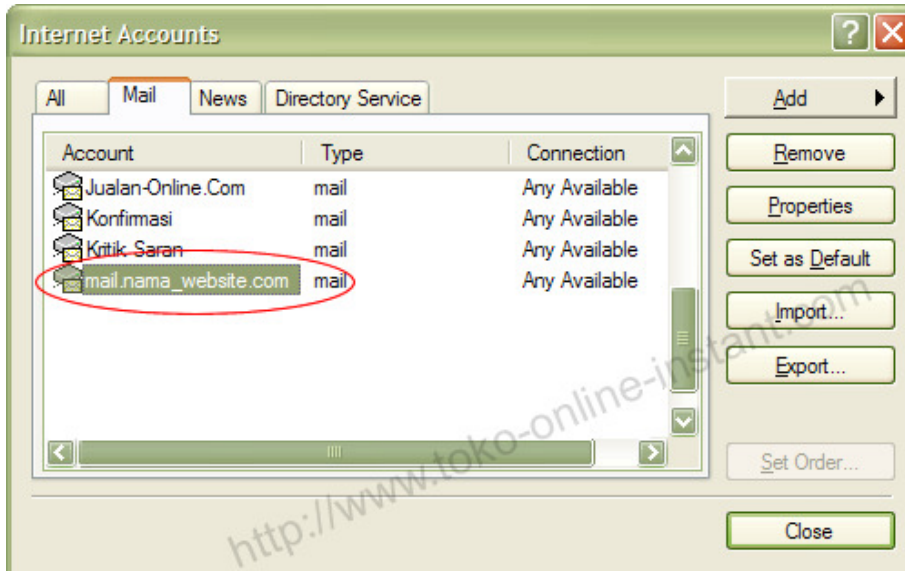 Internet Accounts
?
All Mail News Directory Service
Add
Account Type Connection
Remove
Jualan-Online.Com mail Any Available
Konfirmasi mail Any Available
Properties
Kritik Saran mail Any Available
Set as Default
mail.nama_website.com mail Any Available
Import...
Export...
Set Order...
Close
http://www.toko-online-instant.com